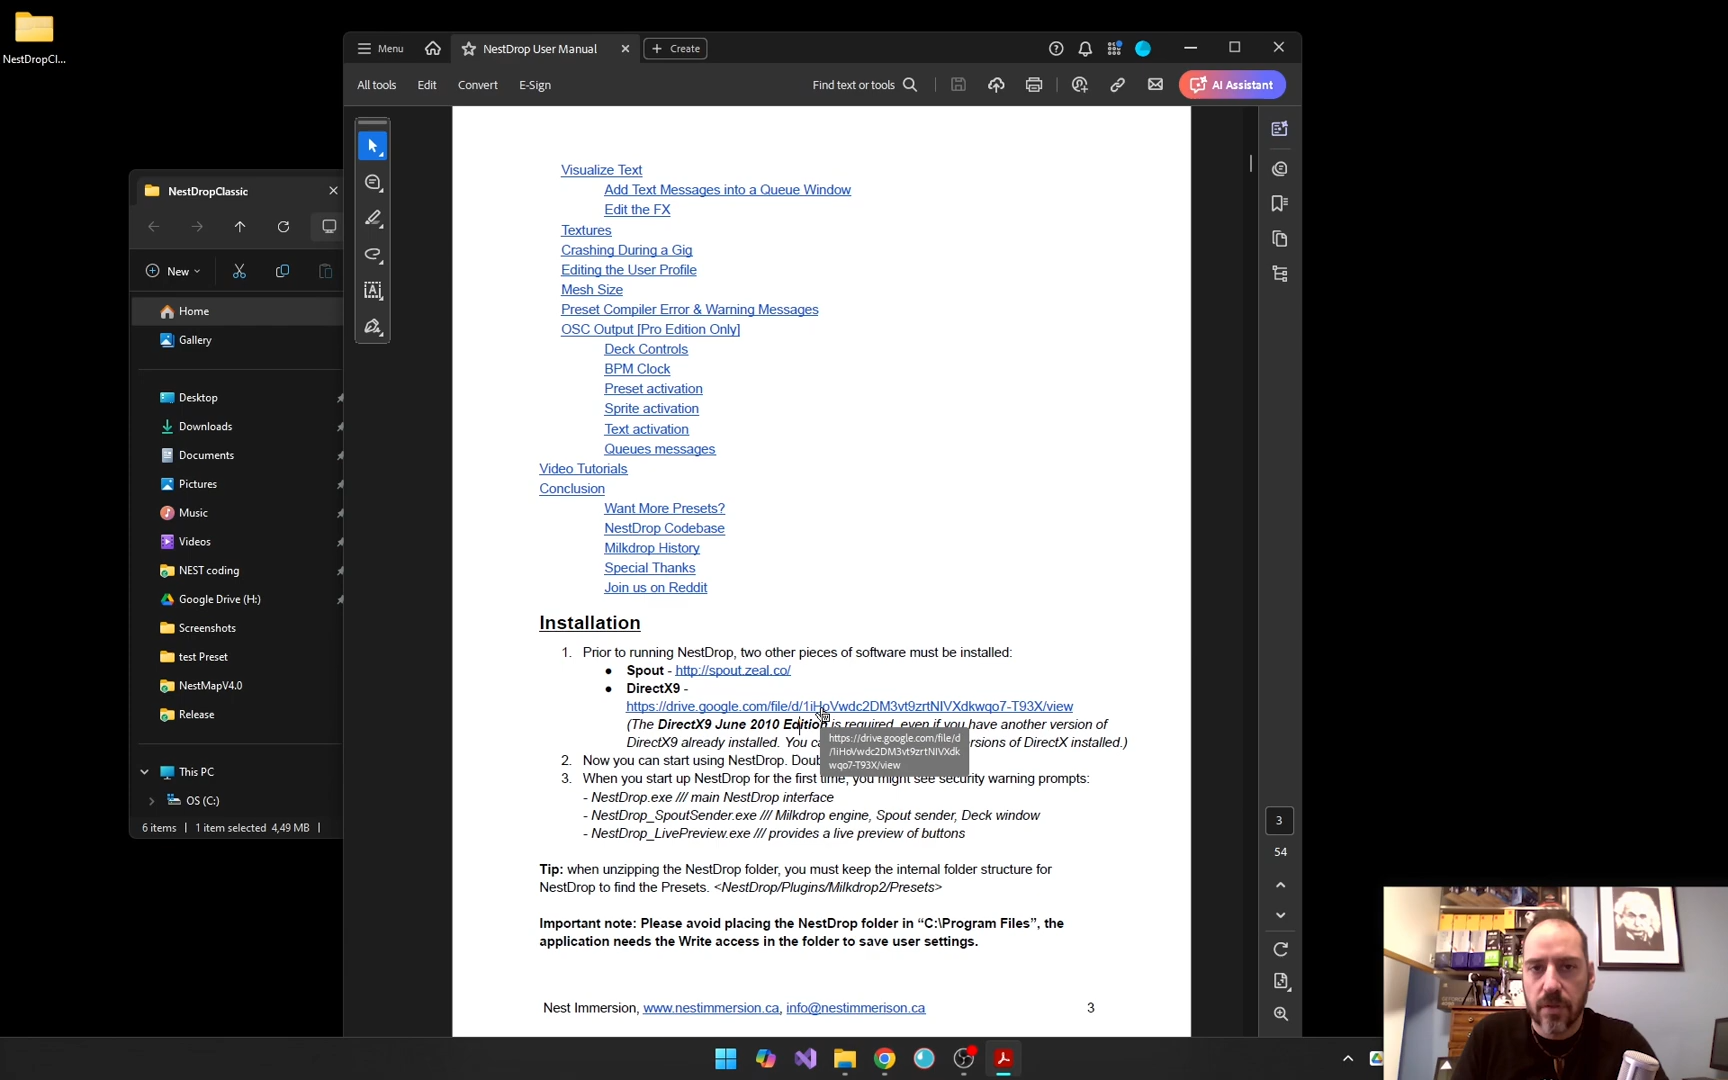 NestDropCl...
Menu
NestDrop User Manual
Create
All tools
Edit
Convert
E-Sign
Find text or tools
AI Assistant
NestDropClassic
New
Home
Gallery
Desktop
Downloads
Documents
Pictures
Music
Videos
NEST coding
Google Drive (H:)
Screenshots
test Preset
NestMapV4.0
Release
This PC
OS (C:)
6 items
1 item selected 4,49 MB
Visualize Text
Add Text Messages into a Queue Window
Edit the FX
Textures
Crashing During a Gig
Editing the User Profile
Mesh Size
Preset Compiler Error & Warning Messages
OSC Output [Pro Edition Only]
Deck Controls
BPM Clock
Preset activation
Sprite activation
Text activation
Queues messages
Video Tutorials
Conclusion
Want More Presets?
NestDrop Codebase
Milkdrop History
Special Thanks
Join us on Reddit
Installation
1. Prior to running NestDrop, two other pieces of software must be installed:
● Spout - http://spout.zeal.co/
● DirectX9 -
https://drive.google.com/file/d/1iHoVwdc2DM3vt9zrtNIVXdkwqo7-T93X/view
(The DirectX9 June 2010 Edition is required, even if you have another version of
DirectX9 already installed. You ca rsions of DirectX installed.)
https://drive.google.com/file/d
/1iHoVwdc2DM3vt9zrtNIVXdk
wqo7-T93X/view
2. Now you can start using NestDrop. Doub
3. When you start up NestDrop for the first time, you might see security warning prompts:
- NestDrop.exe /// main NestDrop interface
- NestDrop_SpoutSender.exe /// Milkdrop engine, Spout sender, Deck window
- NestDrop_LivePreview.exe /// provides a live preview of buttons
Tip: when unzipping the NestDrop folder, you must keep the internal folder structure for
NestDrop to find the Presets. <NestDrop/Plugins/Milkdrop2/Presets>
Important note: Please avoid placing the NestDrop folder in “C:\Program Files”, the
application needs the Write access in the folder to save user settings.
Nest Immersion, www.nestimmersion.ca, info@nestimmerison.ca
3
3
54